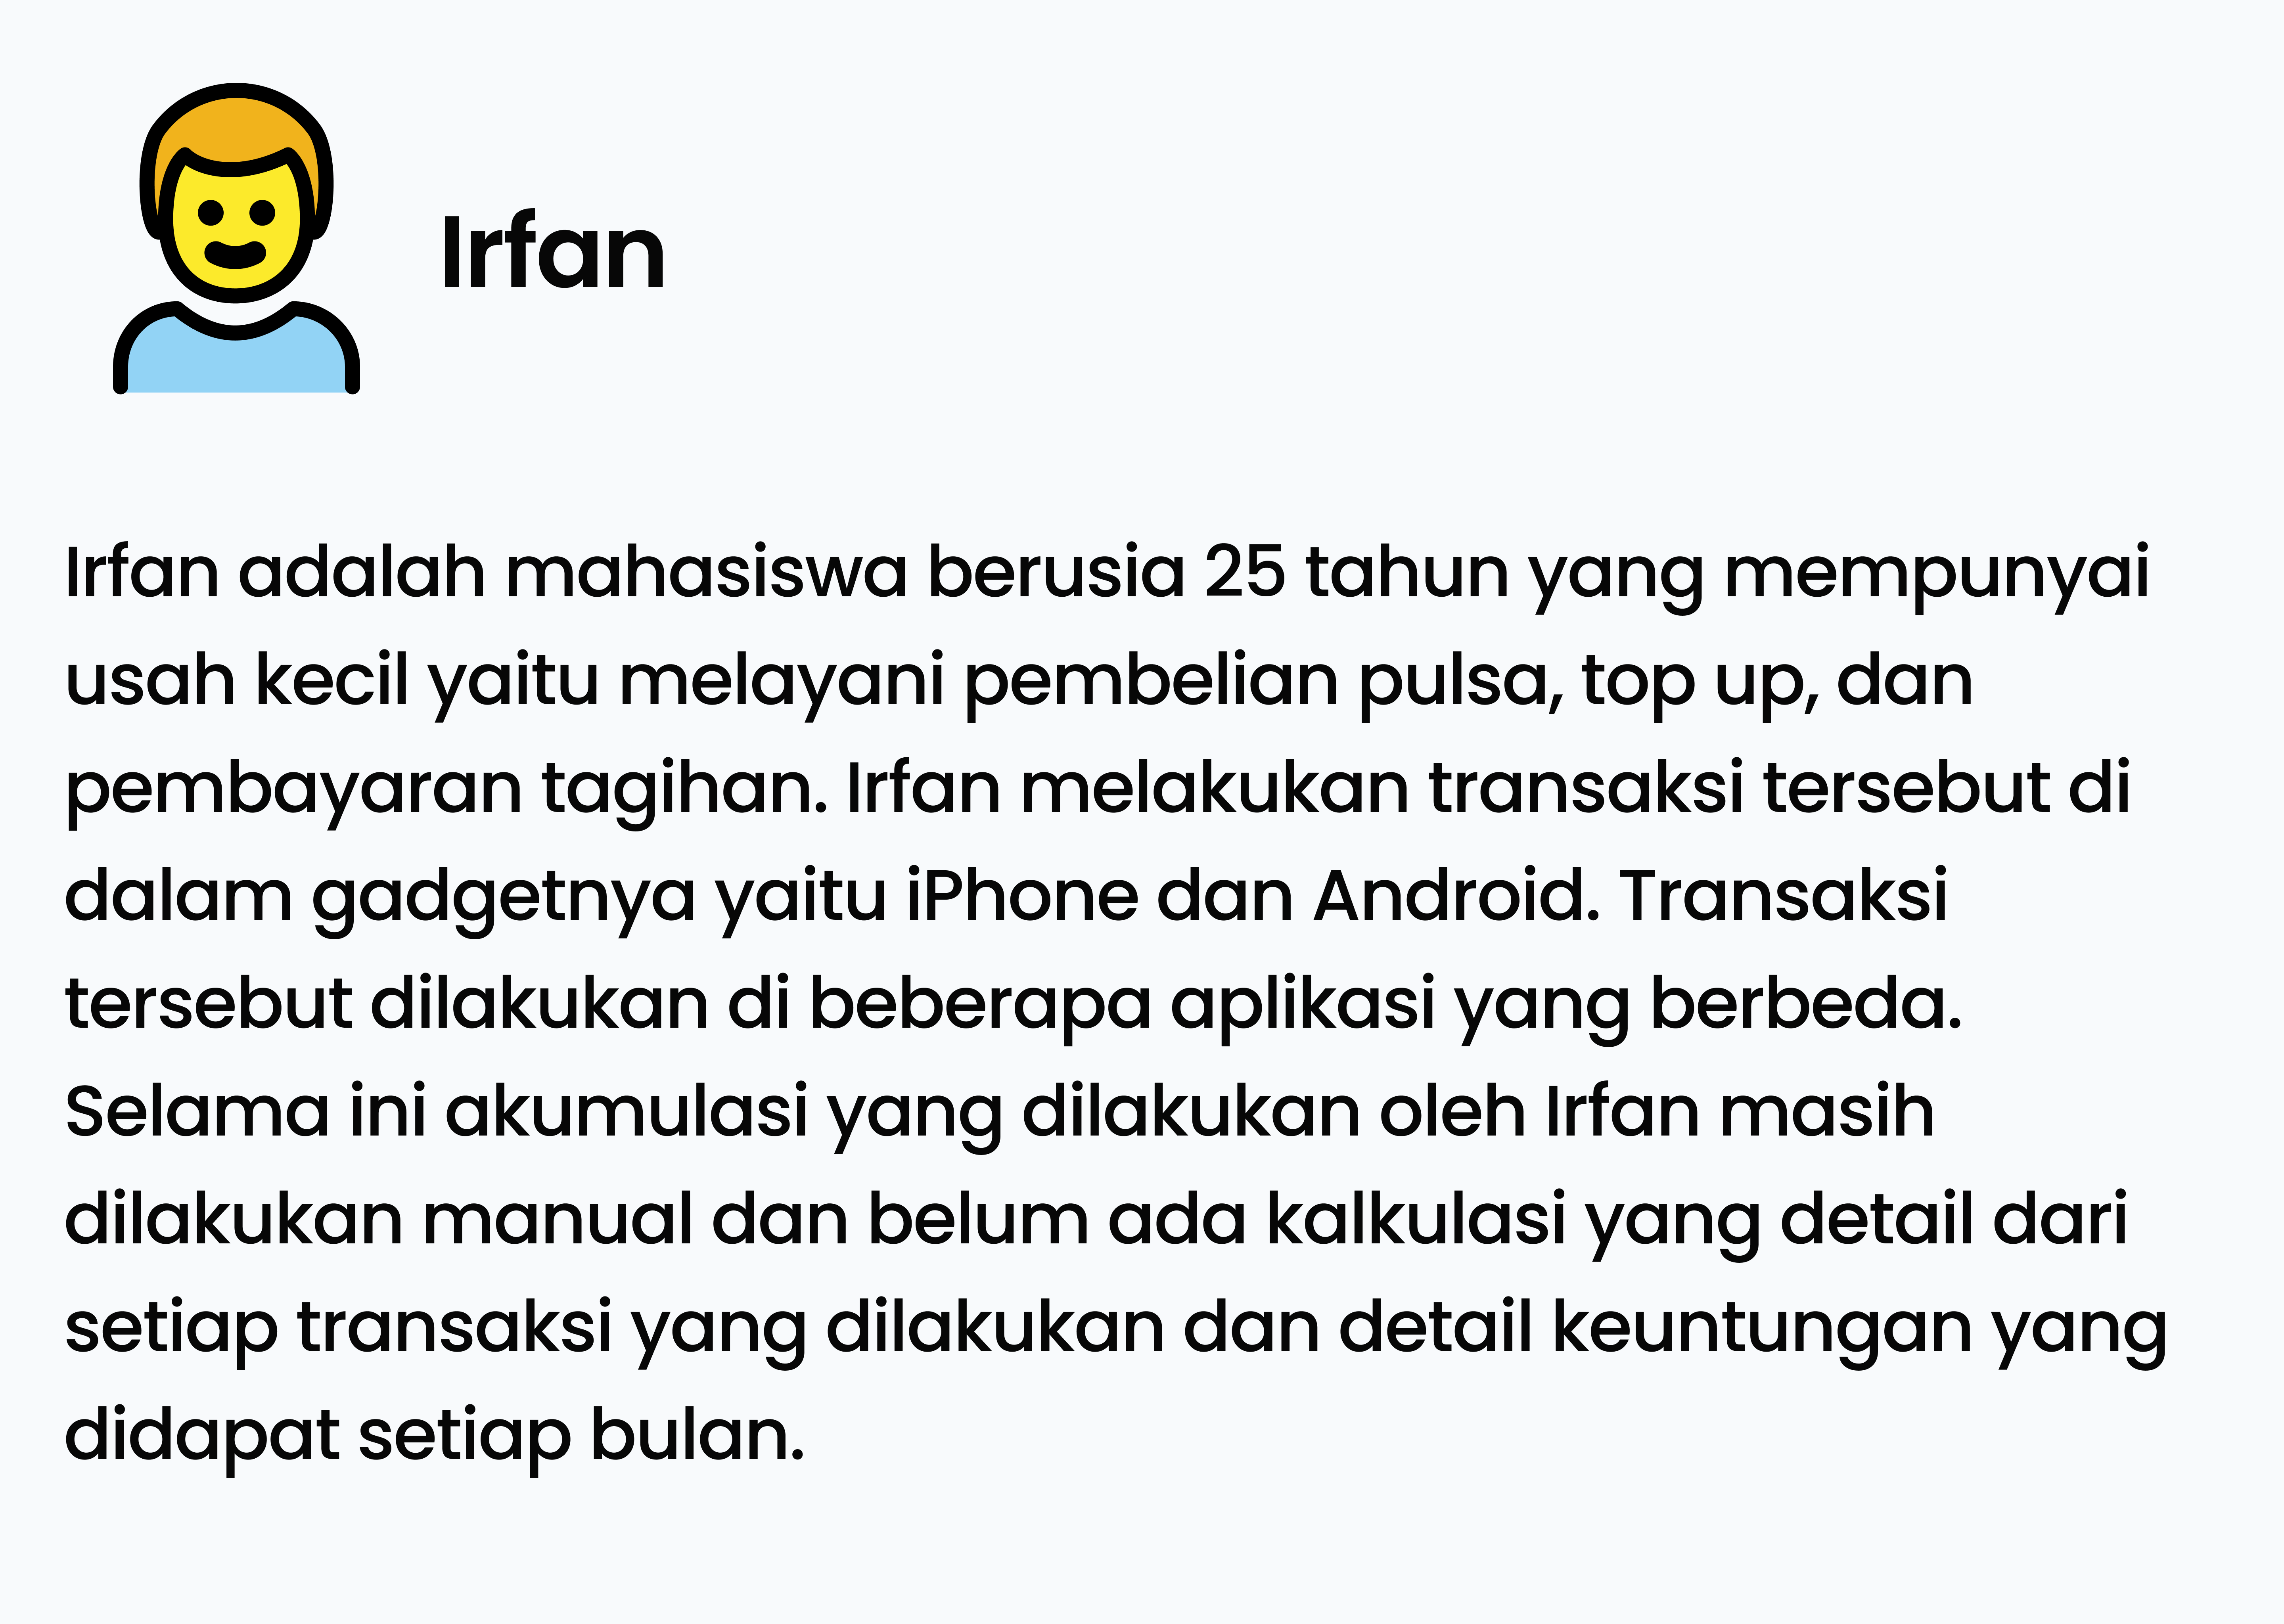 Irfan
Irfan adalah mahasiswa berusia 25 tahun yang mempunyai
usah kecil yaitu melayani pembelian pulsa, top up, dan
pembayaran tagihan. Irfan melakukan transaksi tersebut di
dalam gadgetnya yaitu iPhone dan Android. Transaksi
tersebut dilakukan di beberapa aplikasi yang berbeda.
Selama ini akumulasi yang dilakukan oleh Irfan masih
dilakukan manual dan belum ada kalkulasi yang detail dari
setiap transaksi yang dilakukan dan detail keuntungan yang
didapat setiap bulan.